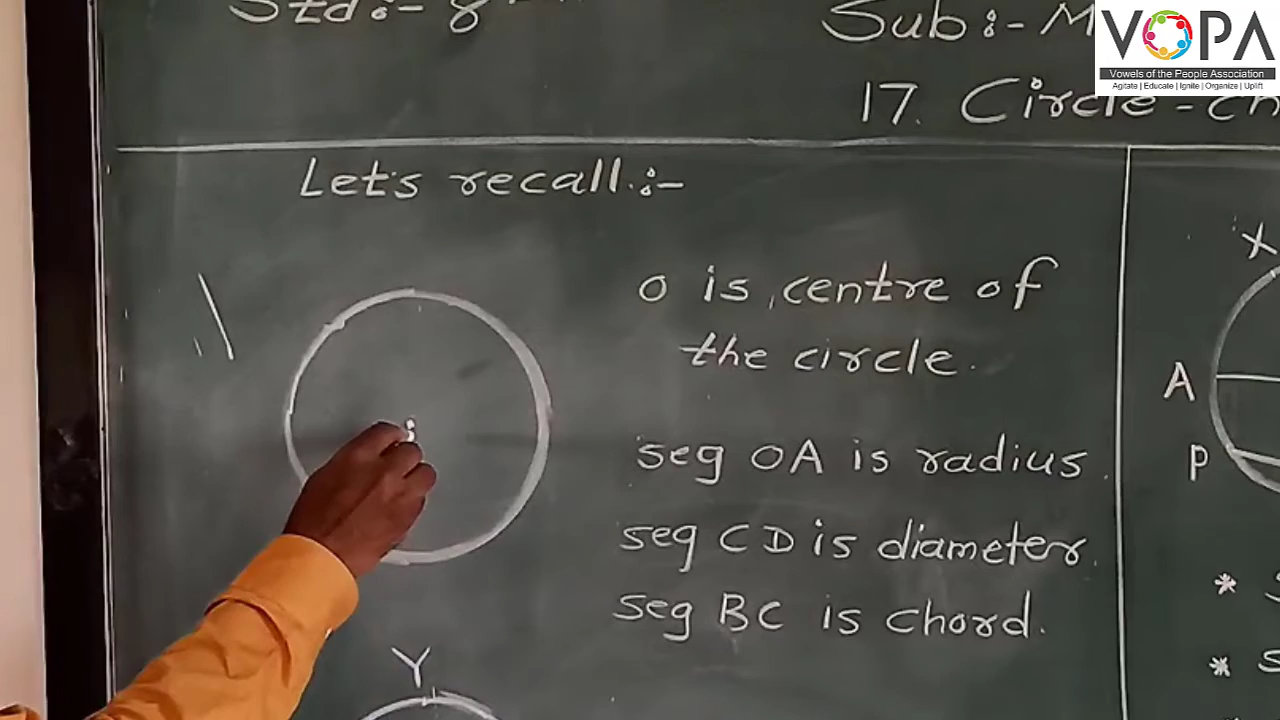 Std:- 8
Sub:- M
VOPA
Vowels of the People Association
Agitate | Educate | Ignite | Organize | Uplift
17. Circle - Ch
Let's recall:-
O is centre of
the circle.
seg OA is radius.
seg CD is diameter.
seg BC is chord.
X
A
P
Y
* S
* S